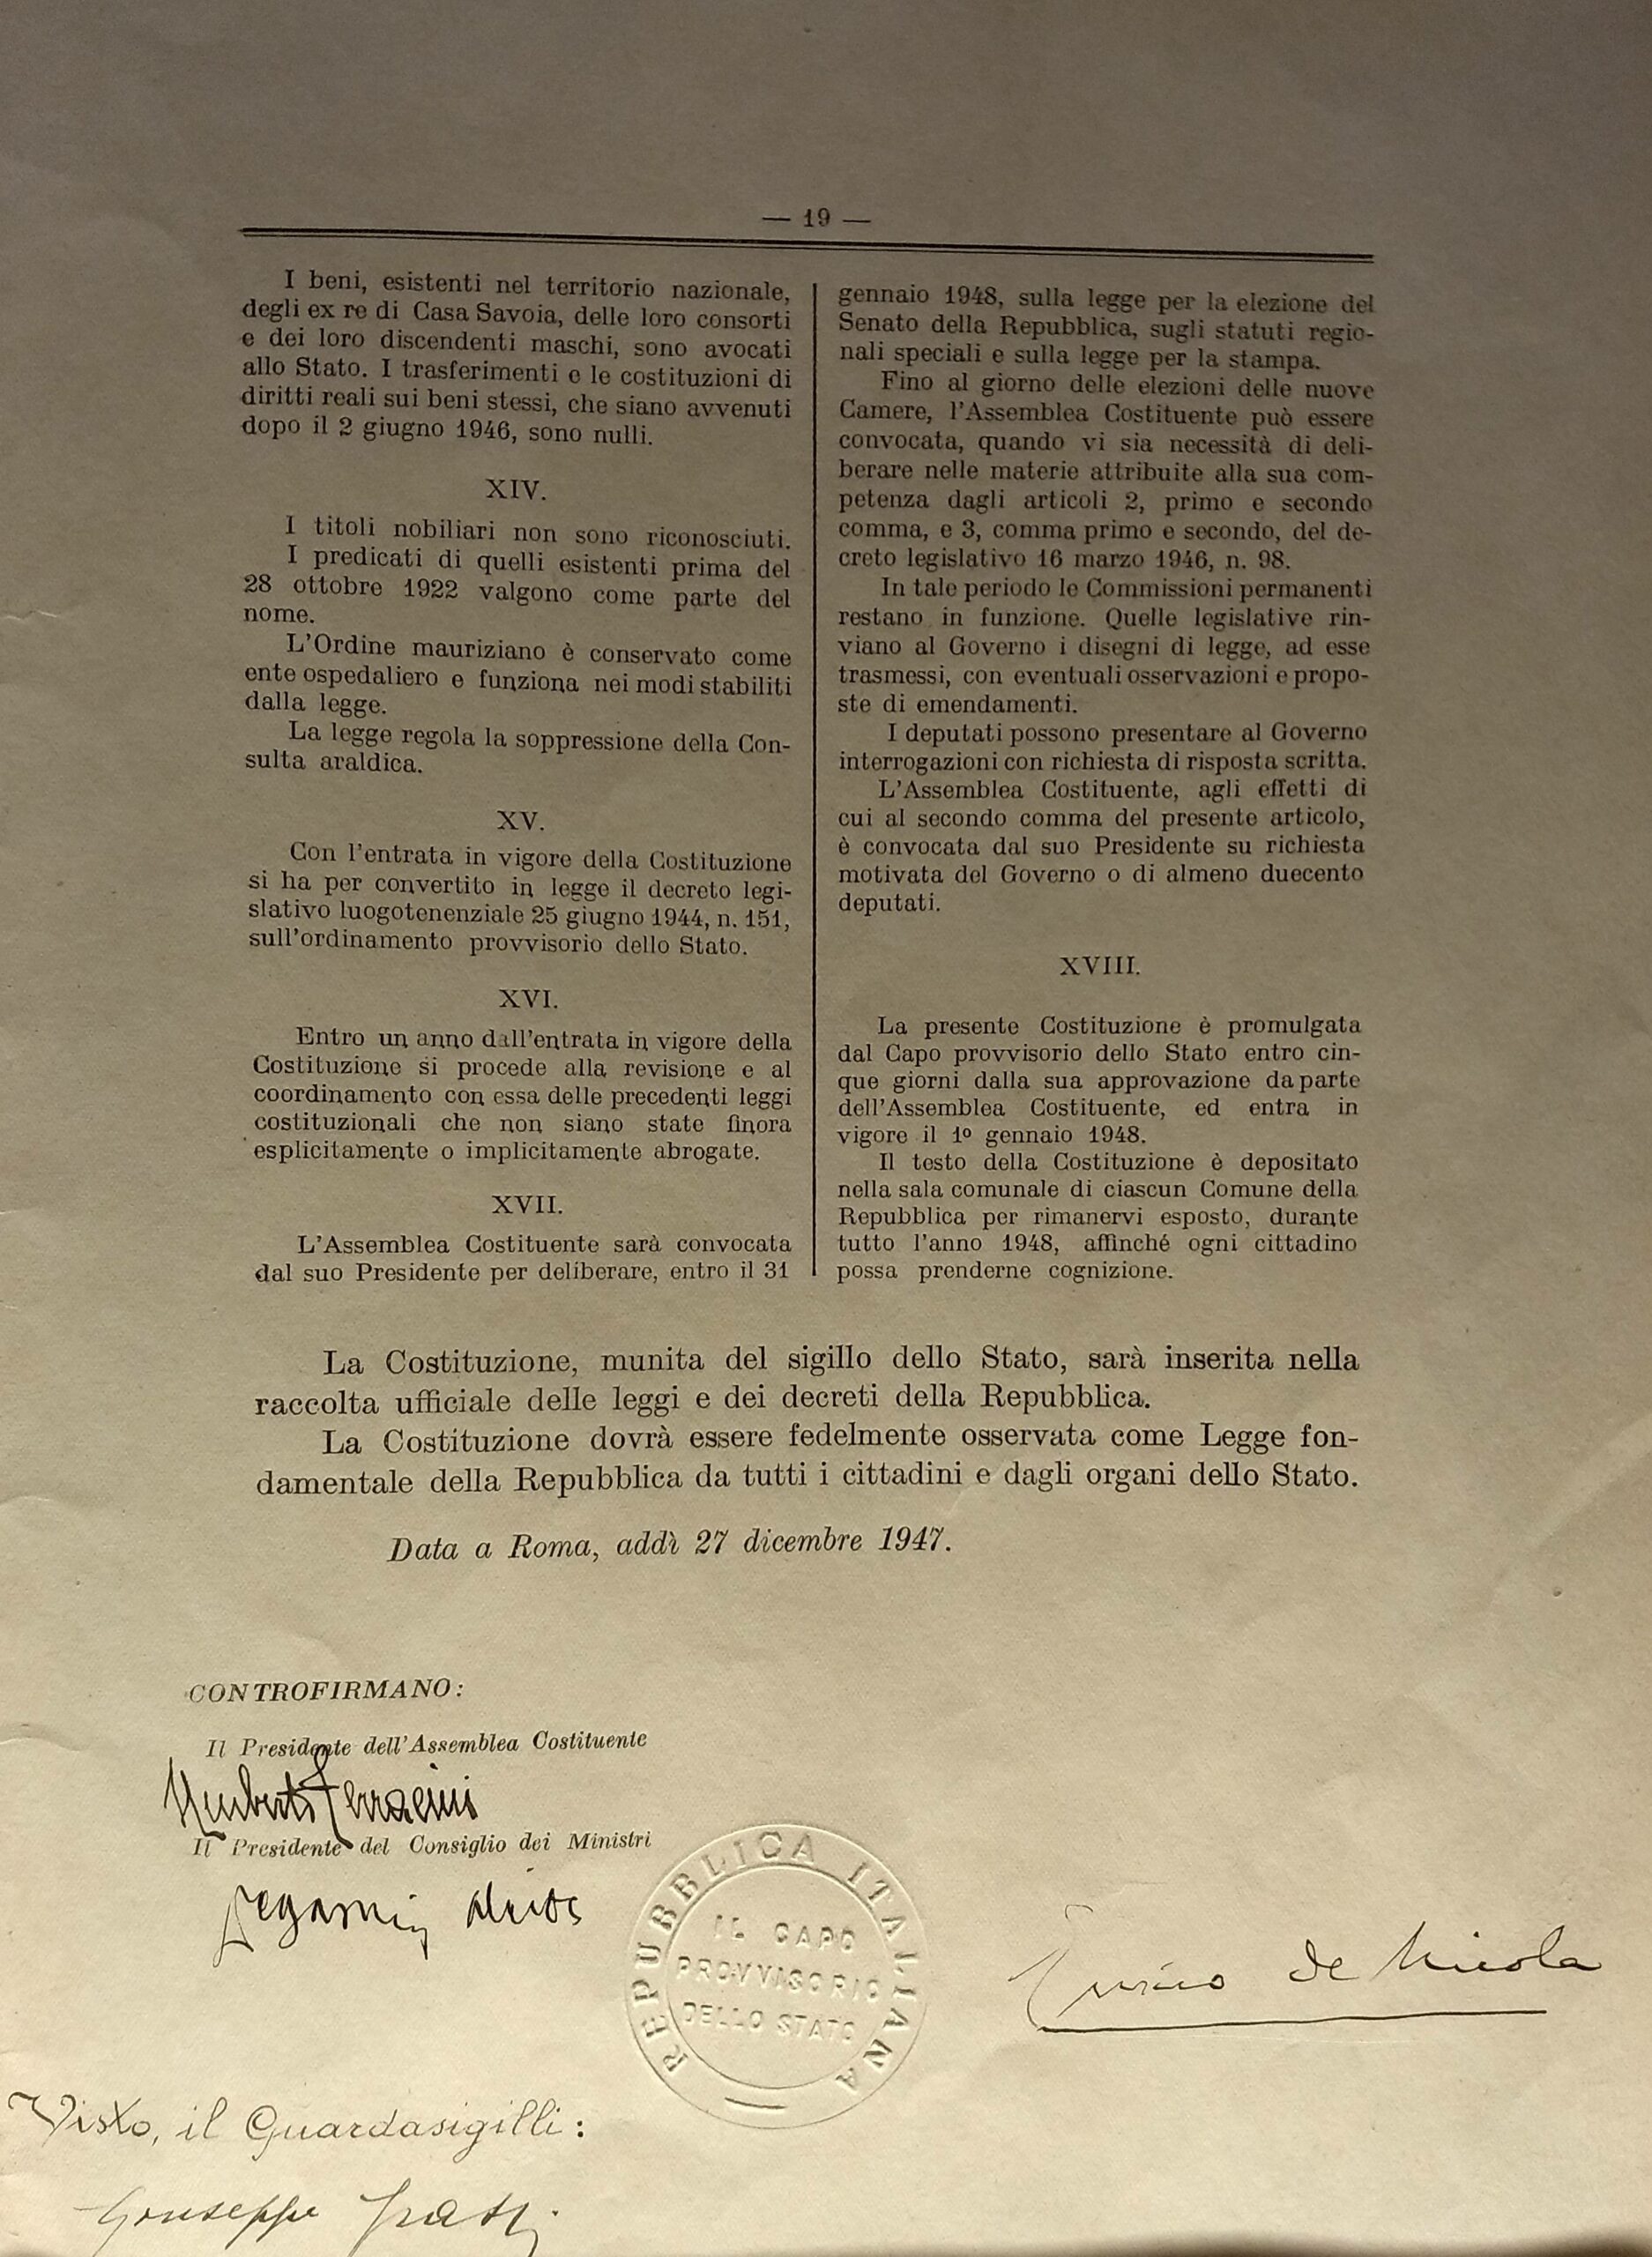 — 19 —
I beni, esistenti nel territorio nazionale,
degli ex re di Casa Savoia, delle loro consorti
e dei loro discendenti maschi, sono avocati
allo Stato. I trasferimenti e le costituzioni di
diritti reali sui beni stessi, che siano avvenuti
dopo il 2 giugno 1946, sono nulli.
XIV.
I titoli nobiliari non sono riconosciuti.
I predicati di quelli esistenti prima del
28 ottobre 1922 valgono come parte del
nome.
L'Ordine mauriziano è conservato come
ente ospedaliero e funziona nei modi stabiliti
dalla legge.
La legge regola la soppressione della Con-
sulta araldica.
XV.
Con l'entrata in vigore della Costituzione
si ha per convertito in legge il decreto legi-
slativo luogotenenziale 25 giugno 1944, n. 151,
sull'ordinamento provvisorio dello Stato.
XVI.
Entro un anno dall'entrata in vigore della
Costituzione si procede alla revisione e al
coordinamento con essa delle precedenti leggi
costituzionali che non siano state finora
esplicitamente o implicitamente abrogate.
XVII.
L'Assemblea Costituente sarà convocata
dal suo Presidente per deliberare, entro il 31
gennaio 1948, sulla legge per la elezione del
Senato della Repubblica, sugli statuti regio-
nali speciali e sulla legge per la stampa.
Fino al giorno delle elezioni delle nuove
Camere, l'Assemblea Costituente può essere
convocata, quando vi sia necessità di deli-
berare nelle materie attribuite alla sua com-
petenza dagli articoli 2, primo e secondo
comma, e 3, comma primo e secondo, del de-
creto legislativo 16 marzo 1946, n. 98.
In tale periodo le Commissioni permanenti
restano in funzione. Quelle legislative rin-
viano al Governo i disegni di legge, ad esse
trasmessi, con eventuali osservazioni e propo-
ste di emendamenti.
I deputati possono presentare al Governo
interrogazioni con richiesta di risposta scritta.
L'Assemblea Costituente, agli effetti di
cui al secondo comma del presente articolo,
è convocata dal suo Presidente su richiesta
motivata del Governo o di almeno duecento
deputati.
XVIII.
La presente Costituzione è promulgata
dal Capo provvisorio dello Stato entro cin-
que giorni dalla sua approvazione da parte
dell'Assemblea Costituente, ed entra in
vigore il 1º gennaio 1948.
Il testo della Costituzione è depositato
nella sala comunale di ciascun Comune della
Repubblica per rimanervi esposto, durante
tutto l'anno 1948, affinché ogni cittadino
possa prenderne cognizione.
La Costituzione, munita del sigillo dello Stato, sarà inserita nella
raccolta ufficiale delle leggi e dei decreti della Repubblica.
La Costituzione dovrà essere fedelmente osservata come Legge fon-
damentale della Repubblica da tutti i cittadini e dagli organi dello Stato.
Data a Roma, addì 27 dicembre 1947.
CONTROFIRMANO:
Il Presidente dell'Assemblea Costituente
Umberto Terracini
Il Presidente del Consiglio dei Ministri
Degasperi Alcide
REPUBBLICA ITALIANA
IL CAPO
PROVVISORIO
DELLO STATO
Enrico de Nicola
Visto, il Guardasigilli:
Giuseppe Grassi